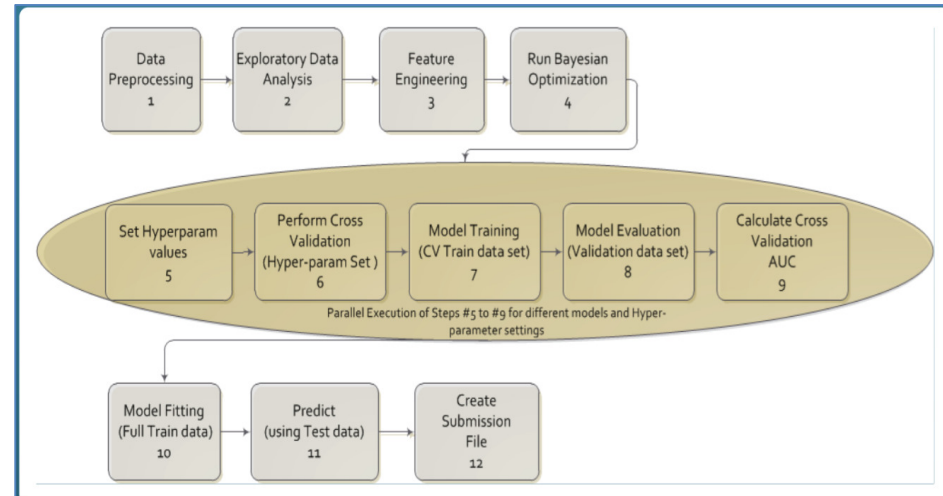 Data
Preprocessing
1
Exploratory Data
Analysis
2
Feature
Engineering
3
Run Bayesian
Optimization
4
Set Hyperparam
values
5
Perform Cross
Validation
(Hyper-param Set )
6
Model Training
(CV Train data set)
7
Model Evaluation
(Validation data set)
8
Calculate Cross
Validation
AUC
9
Parallel Execution of Steps #5 to #9 for different models and Hyper-
parameter settings
Model Fitting
(Full Train data)
10
Predict
(using Test data)
11
Create
Submission
File
12